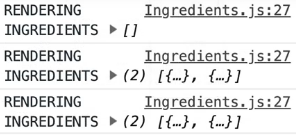 RENDERING Ingredients.js:27
INGREDIENTS ▶ []
RENDERING Ingredients.js:27
INGREDIENTS ▶ (2) [{…}, {…}]
RENDERING Ingredients.js:27
INGREDIENTS ▶ (2) [{…}, {…}]